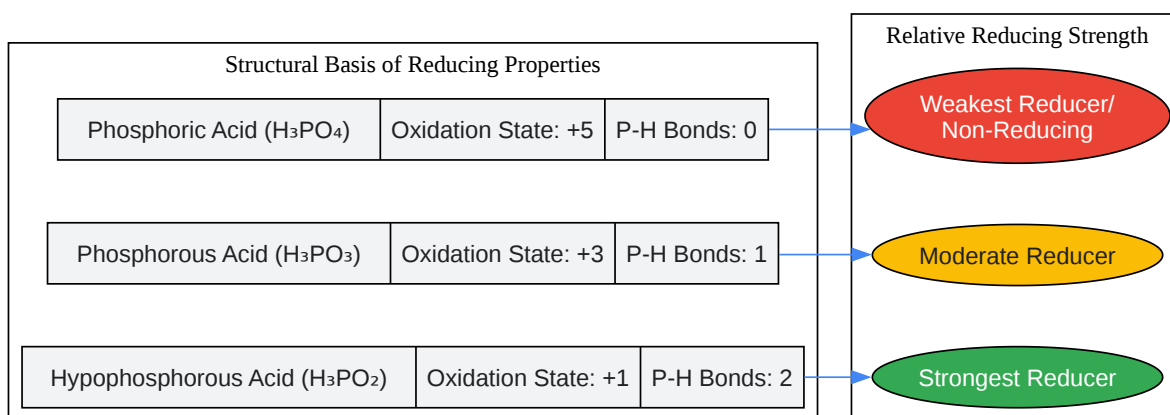 Structural Basis of Reducing Properties
Phosphoric Acid (H₃PO₄) Oxidation State: +5 P-H Bonds: 0
Phosphorous Acid (H₃PO₃) Oxidation State: +3 P-H Bonds: 1
Hypophosphorous Acid (H₃PO₂) Oxidation State: +1 P-H Bonds: 2
Relative Reducing Strength
Weakest Reducer/
Non-Reducing
Moderate Reducer
Strongest Reducer